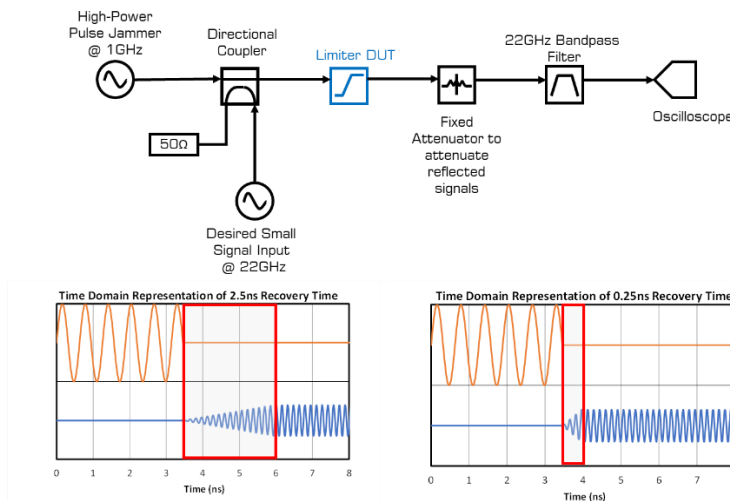 High-Power
Pulse Jammer
@ 1GHz
Directional
Coupler
Limiter DUT
22GHz Bandpass
Filter
Oscilloscope
50Ω
Fixed
Attenuator to
attenuate
reflected
signals
Desired Small
Signal Input
@ 22GHz
Time Domain Representation of 2.5ns Recovery Time
0 1 2 3 4 5 6 7 8
Time (ns)
Time Domain Representation of 0.25ns Recovery Time
0 1 2 3 4 5 6 7
Time (ns)